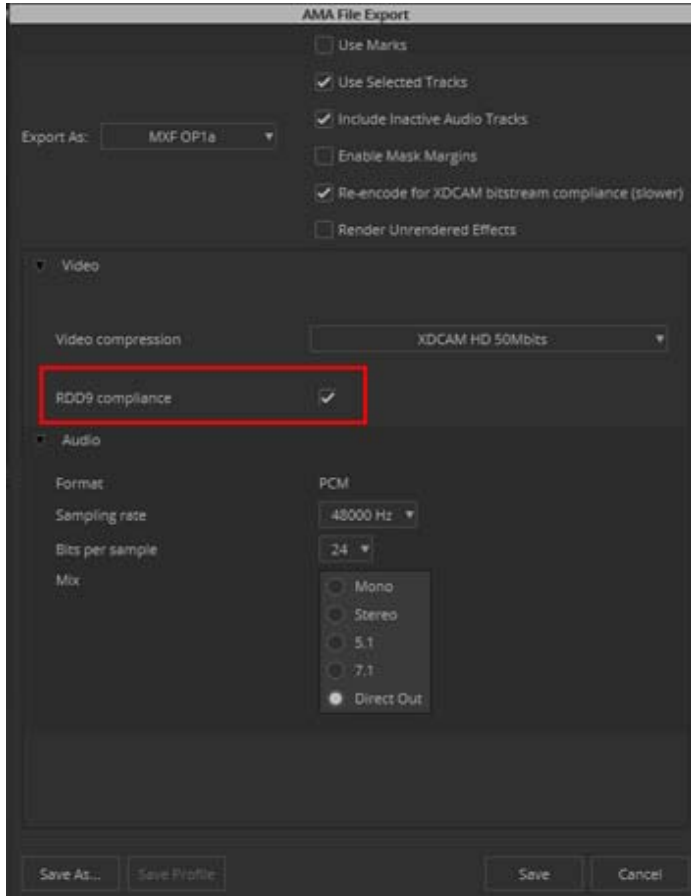 AMA File Export
Use Marks
Use Selected Tracks
Include Inactive Audio Tracks
Export As: MXF OP1a
Enable Mask Margins
Re-encode for XDCAM bitstream compliance (slower)
Render Unrendered Effects
Video
Video compression XDCAM HD 50Mbits
RDD9 compliance
Audio
Format PCM
Sampling rate 48000 Hz
Bits per sample 24
Mix Mono
Stereo
5.1
7.1
Direct Out
Save As... Save Profile Save Cancel